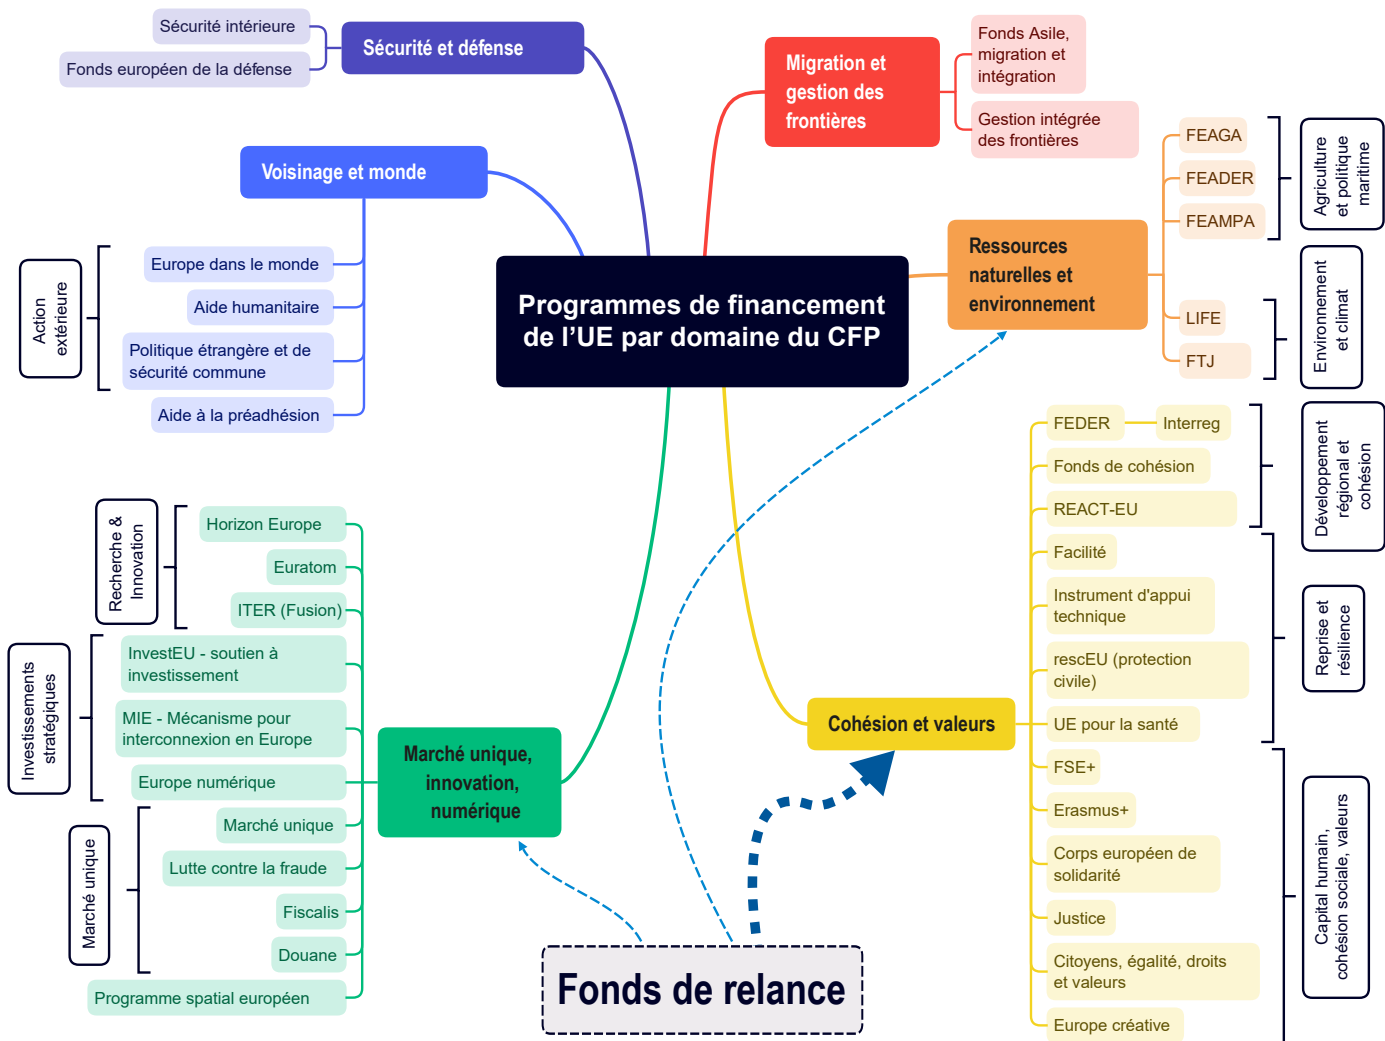 Sécurité intérieure
Fonds européen de la défense
Sécurité et défense
Voisinage et monde
Action
extérieure
Europe dans le monde
Aide humanitaire
Politique étrangère et de
sécurité commune
Aide à la préadhésion
Migration et
gestion des
frontières
Fonds Asile,
migration et
intégration
Gestion intégrée
des frontières
Programmes de financement
de l’UE par domaine du CFP
Ressources
naturelles et
environnement
FEAGA
FEADER
FEAMPA
Agriculture
et politique
maritime
LIFE
FTJ
Environnement
et climat
FEDER
Interreg
Fonds de cohésion
REACT-EU
Développement
régional et
cohésion
Facilité
Instrument d'appui
technique
rescEU (protection
civile)
UE pour la santé
Reprise et
résilience
Cohésion et valeurs
FSE+
Erasmus+
Corps européen de
solidarité
Justice
Citoyens, égalité, droits
et valeurs
Europe créative
Capital humain,
cohésion sociale, valeurs
Recherche &
Innovation
Horizon Europe
Euratom
ITER (Fusion)
Investissements
stratégiques
InvestEU - soutien à
investissement
MIE - Mécanisme pour
interconnexion en Europe
Europe numérique
Marché unique,
innovation,
numérique
Marché unique
Marché unique
Lutte contre la fraude
Fiscalis
Douane
Programme spatial européen
Fonds de relance